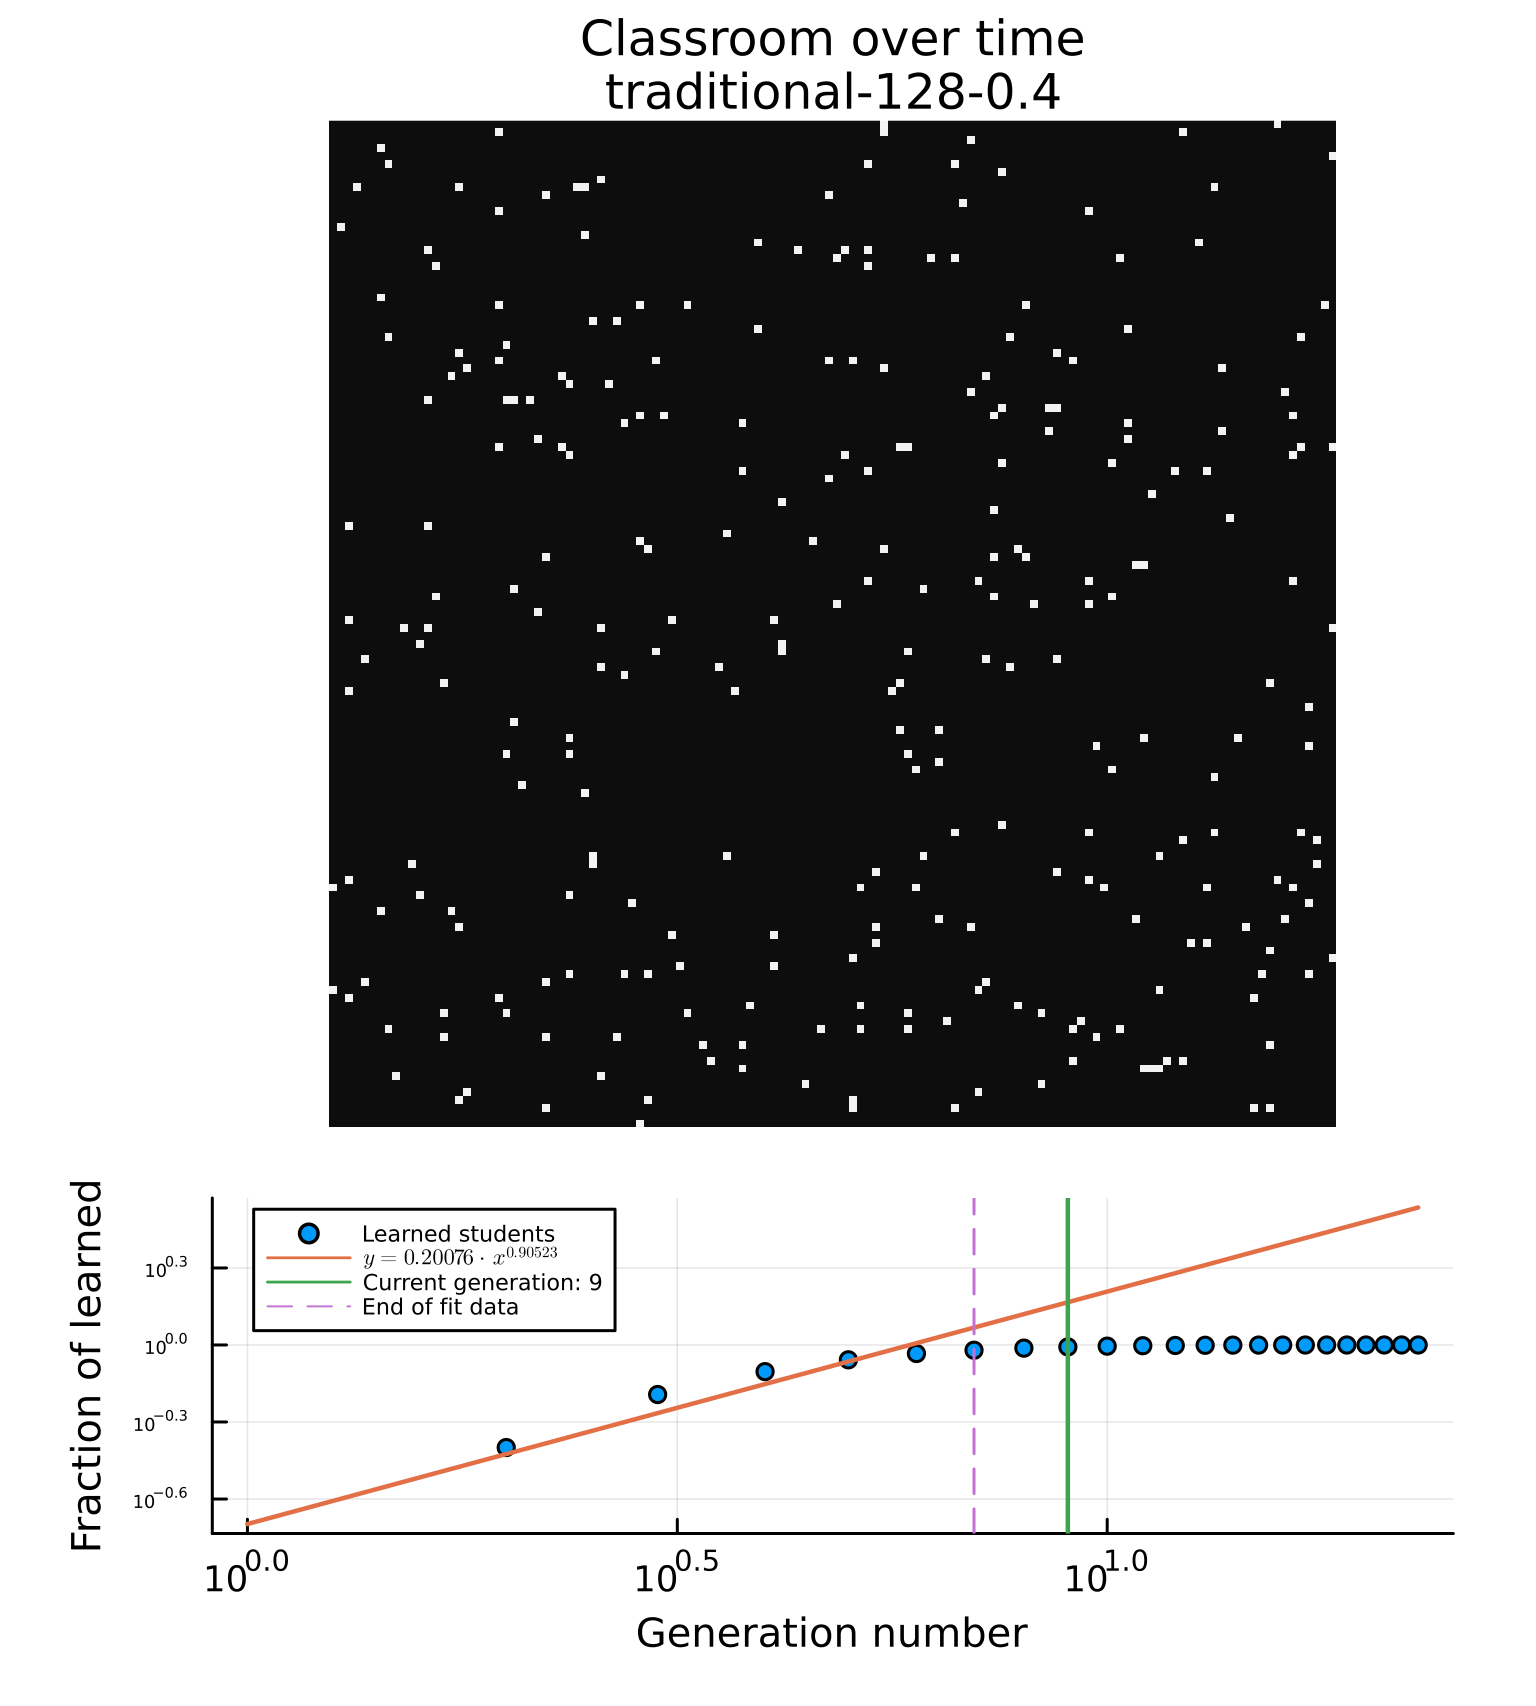 Classroom over time
traditional-128-0.4
Fraction of learned
10^0.3
10^0.0
10^−0.3
10^−0.6
Learned students
y = 0.20076 · x^0.90523
Current generation: 9
End of fit data
10^0.0
10^0.5
10^1.0
Generation number